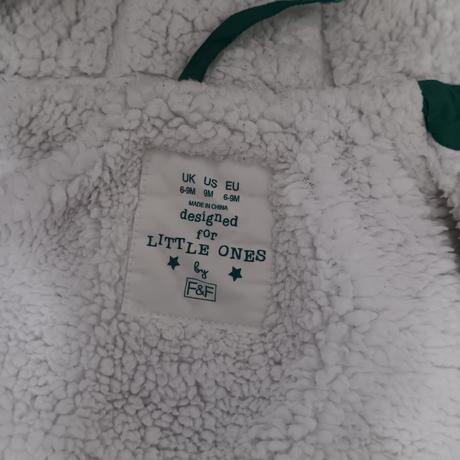 UK US EU
6-9M 9M 6-9M
MADE IN CHINA
designed
for
LITTLE ONES
by
F&F